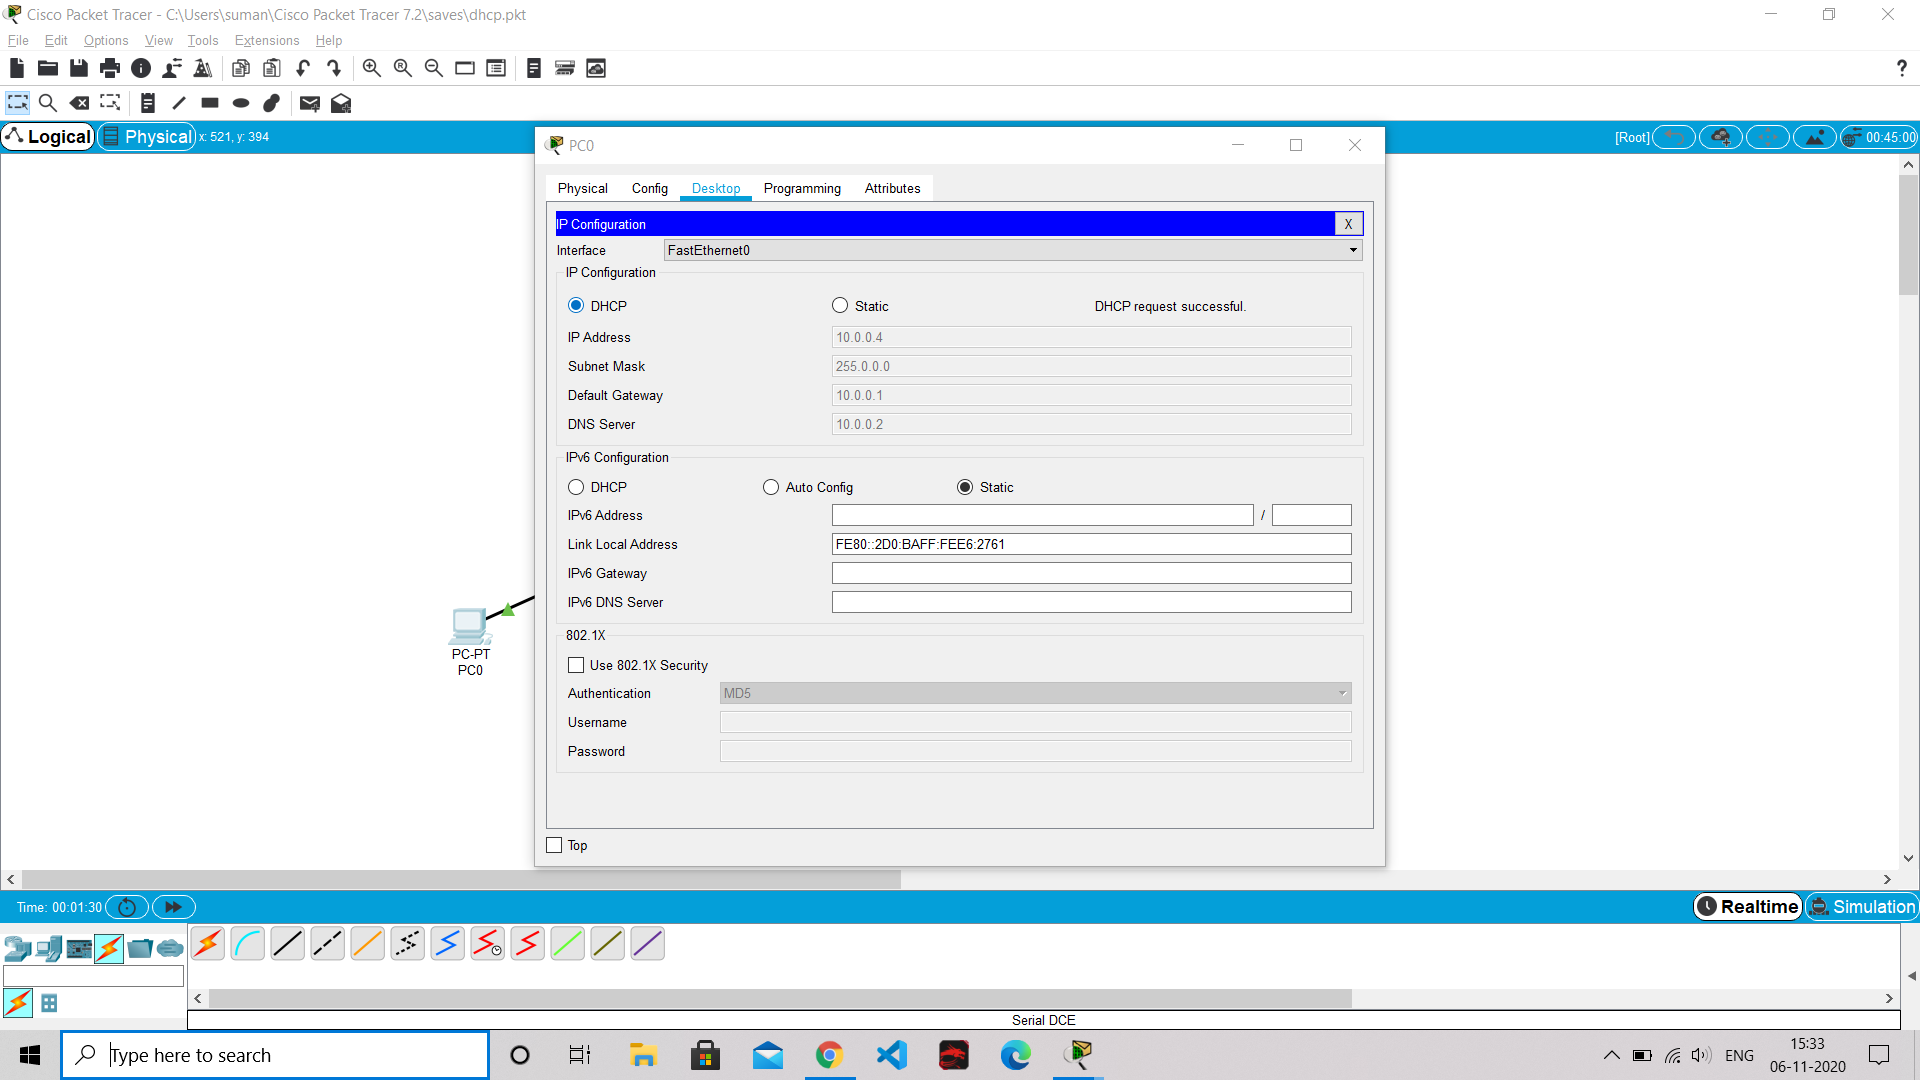 Cisco Packet Tracer - C:\Users\suman\Cisco Packet Tracer 7.2\saves\dhcp.pkt
File Edit Options View Tools Extensions Help
?
Logical Physical x: 521, y: 394 [Root] 00:45:00
PC0
Physical Config Desktop Programming Attributes
IP Configuration X
Interface FastEthernet0
IP Configuration
DHCP Static DHCP request successful.
IP Address 10.0.0.4
Subnet Mask 255.0.0.0
Default Gateway 10.0.0.1
DNS Server 10.0.0.2
IPv6 Configuration
DHCP Auto Config Static
IPv6 Address /
Link Local Address FE80::2D0:BAFF:FEE6:2761
IPv6 Gateway
IPv6 DNS Server
802.1X
Use 802.1X Security
Authentication MD5
Username
Password
Top
PC-PT
PC0
Time: 00:01:30 Realtime Simulation
Serial DCE
Type here to search
ENG
15:33
06-11-2020